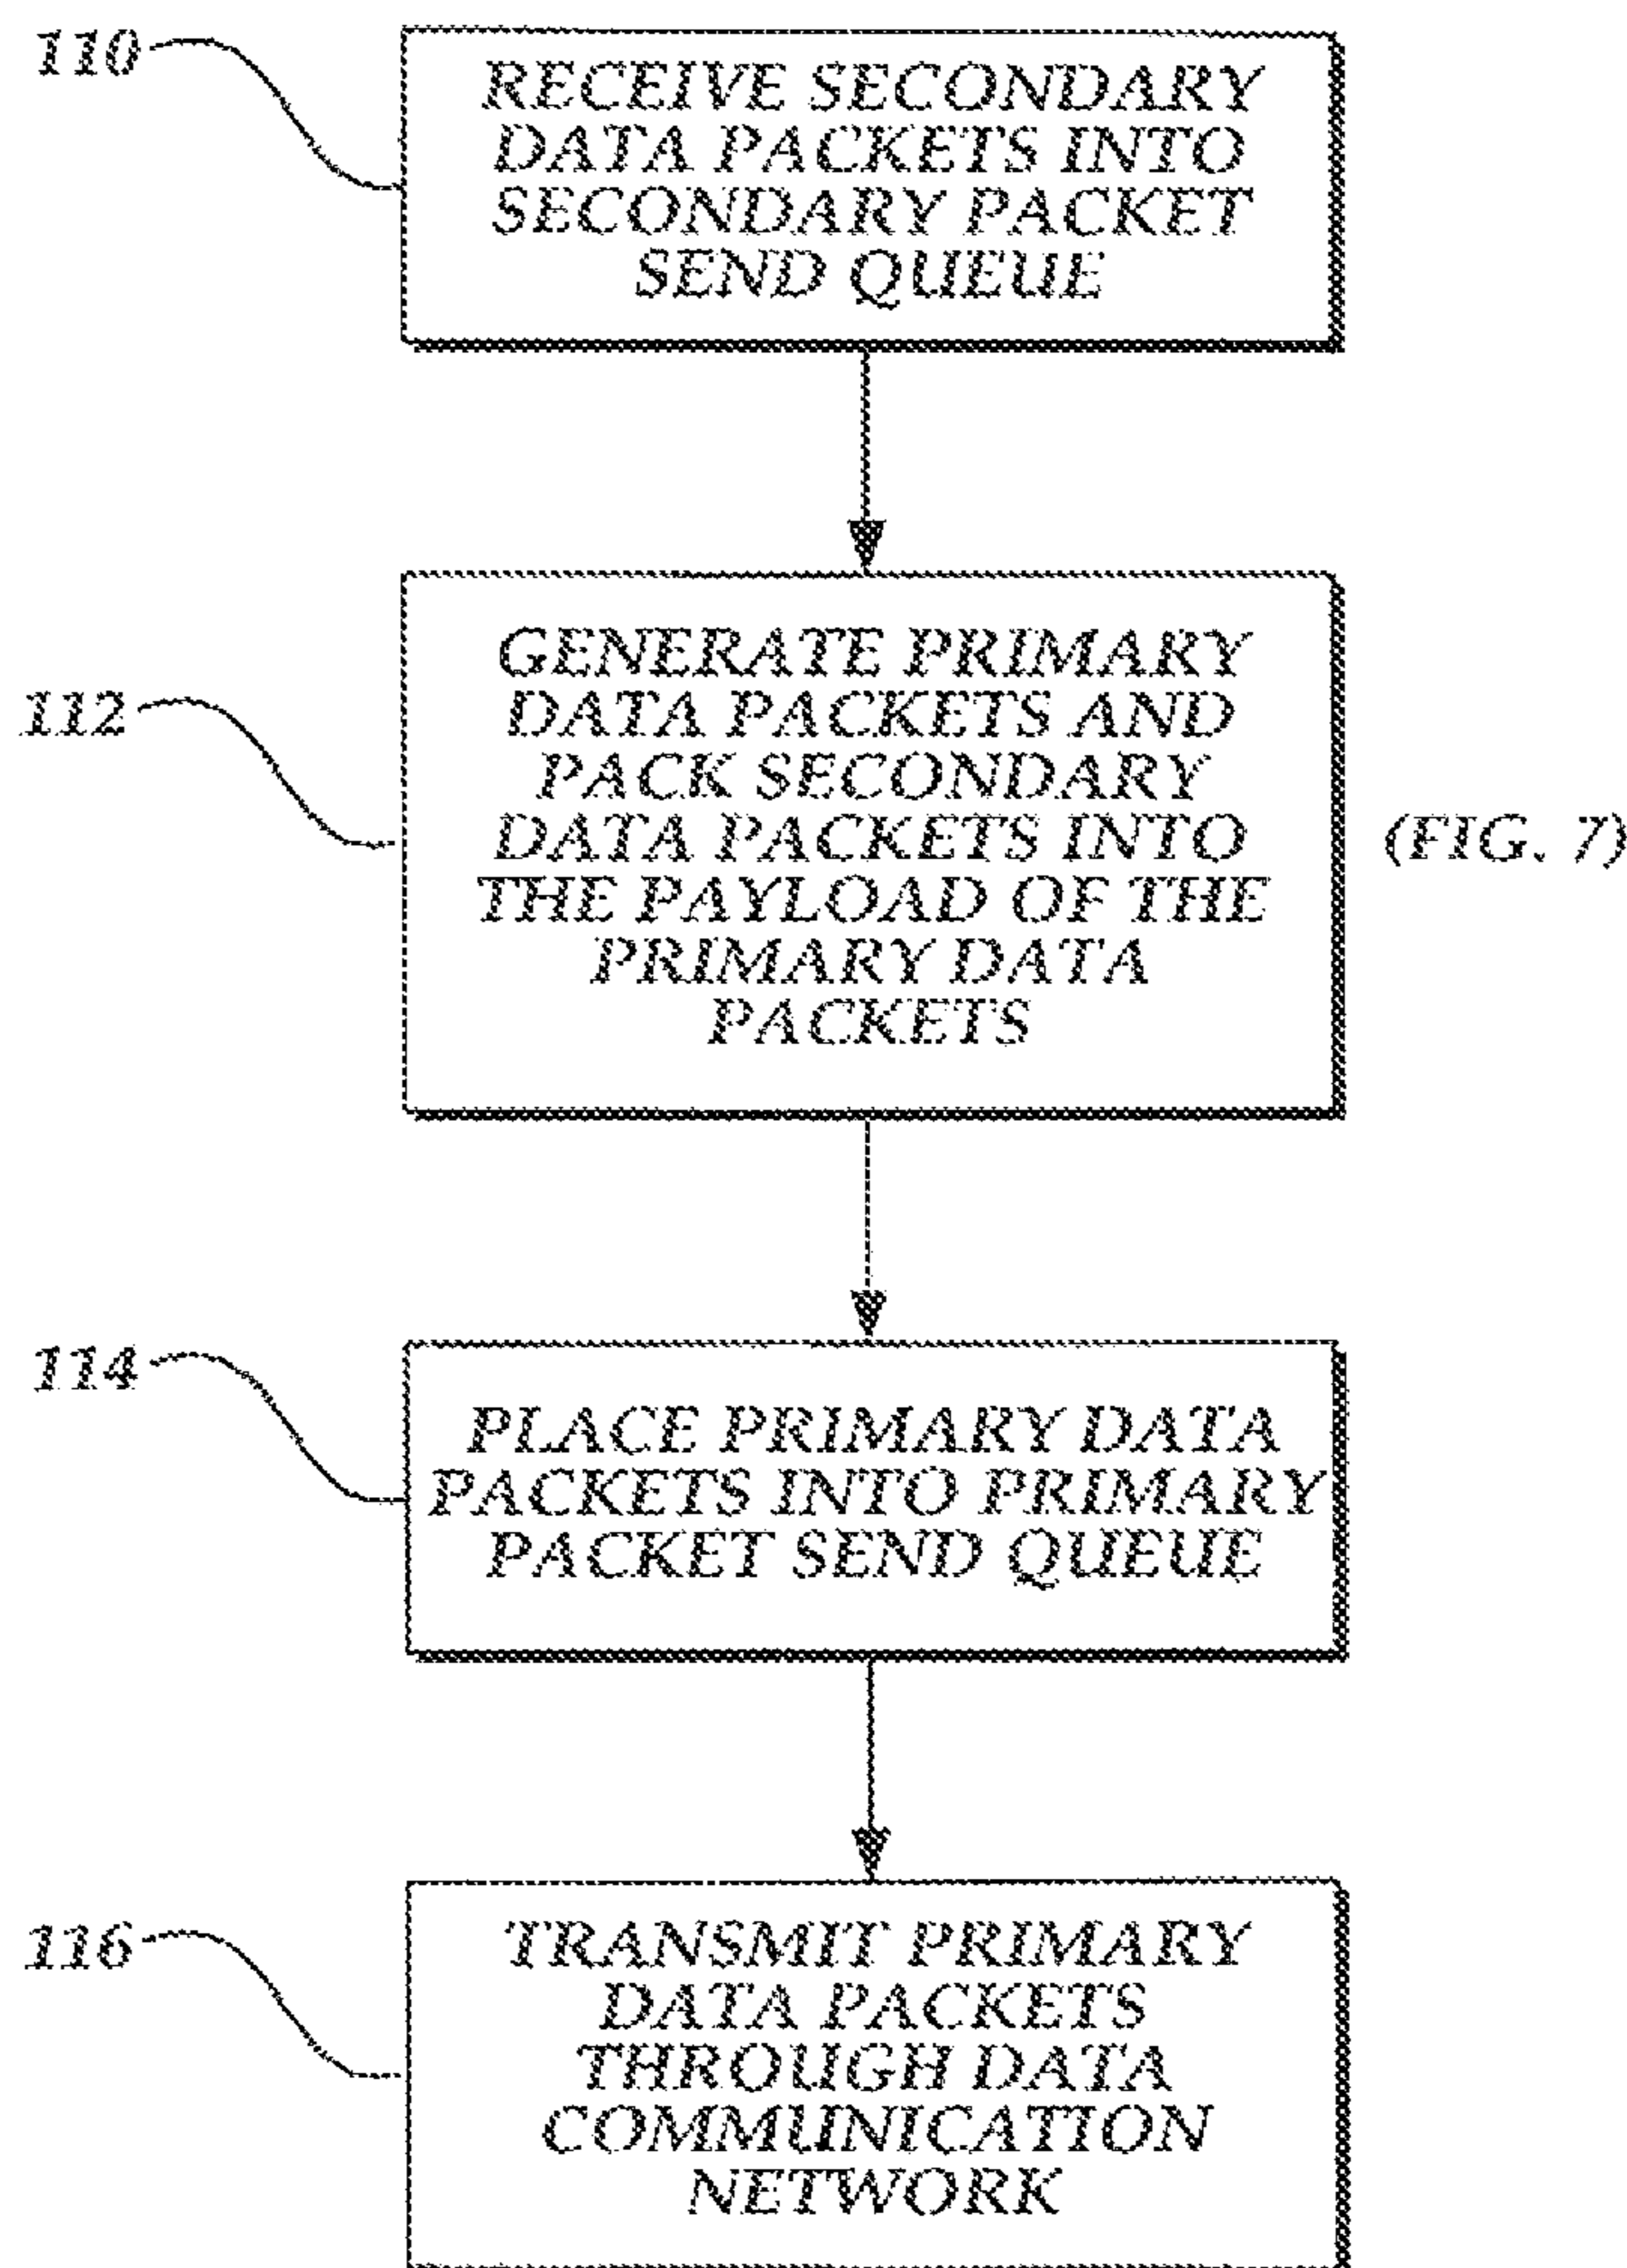 110
RECEIVE SECONDARY
DATA PACKETS INTO
SECONDARY PACKET
SEND QUEUE
112
GENERATE PRIMARY
DATA PACKETS AND
PACK SECONDARY
DATA PACKETS INTO
THE PAYLOAD OF THE
PRIMARY DATA
PACKETS
(FIG. 7)
114
PLACE PRIMARY DATA
PACKETS INTO PRIMARY
PACKET SEND QUEUE
116
TRANSMIT PRIMARY
DATA PACKETS
THROUGH DATA
COMMUNICATION
NETWORK